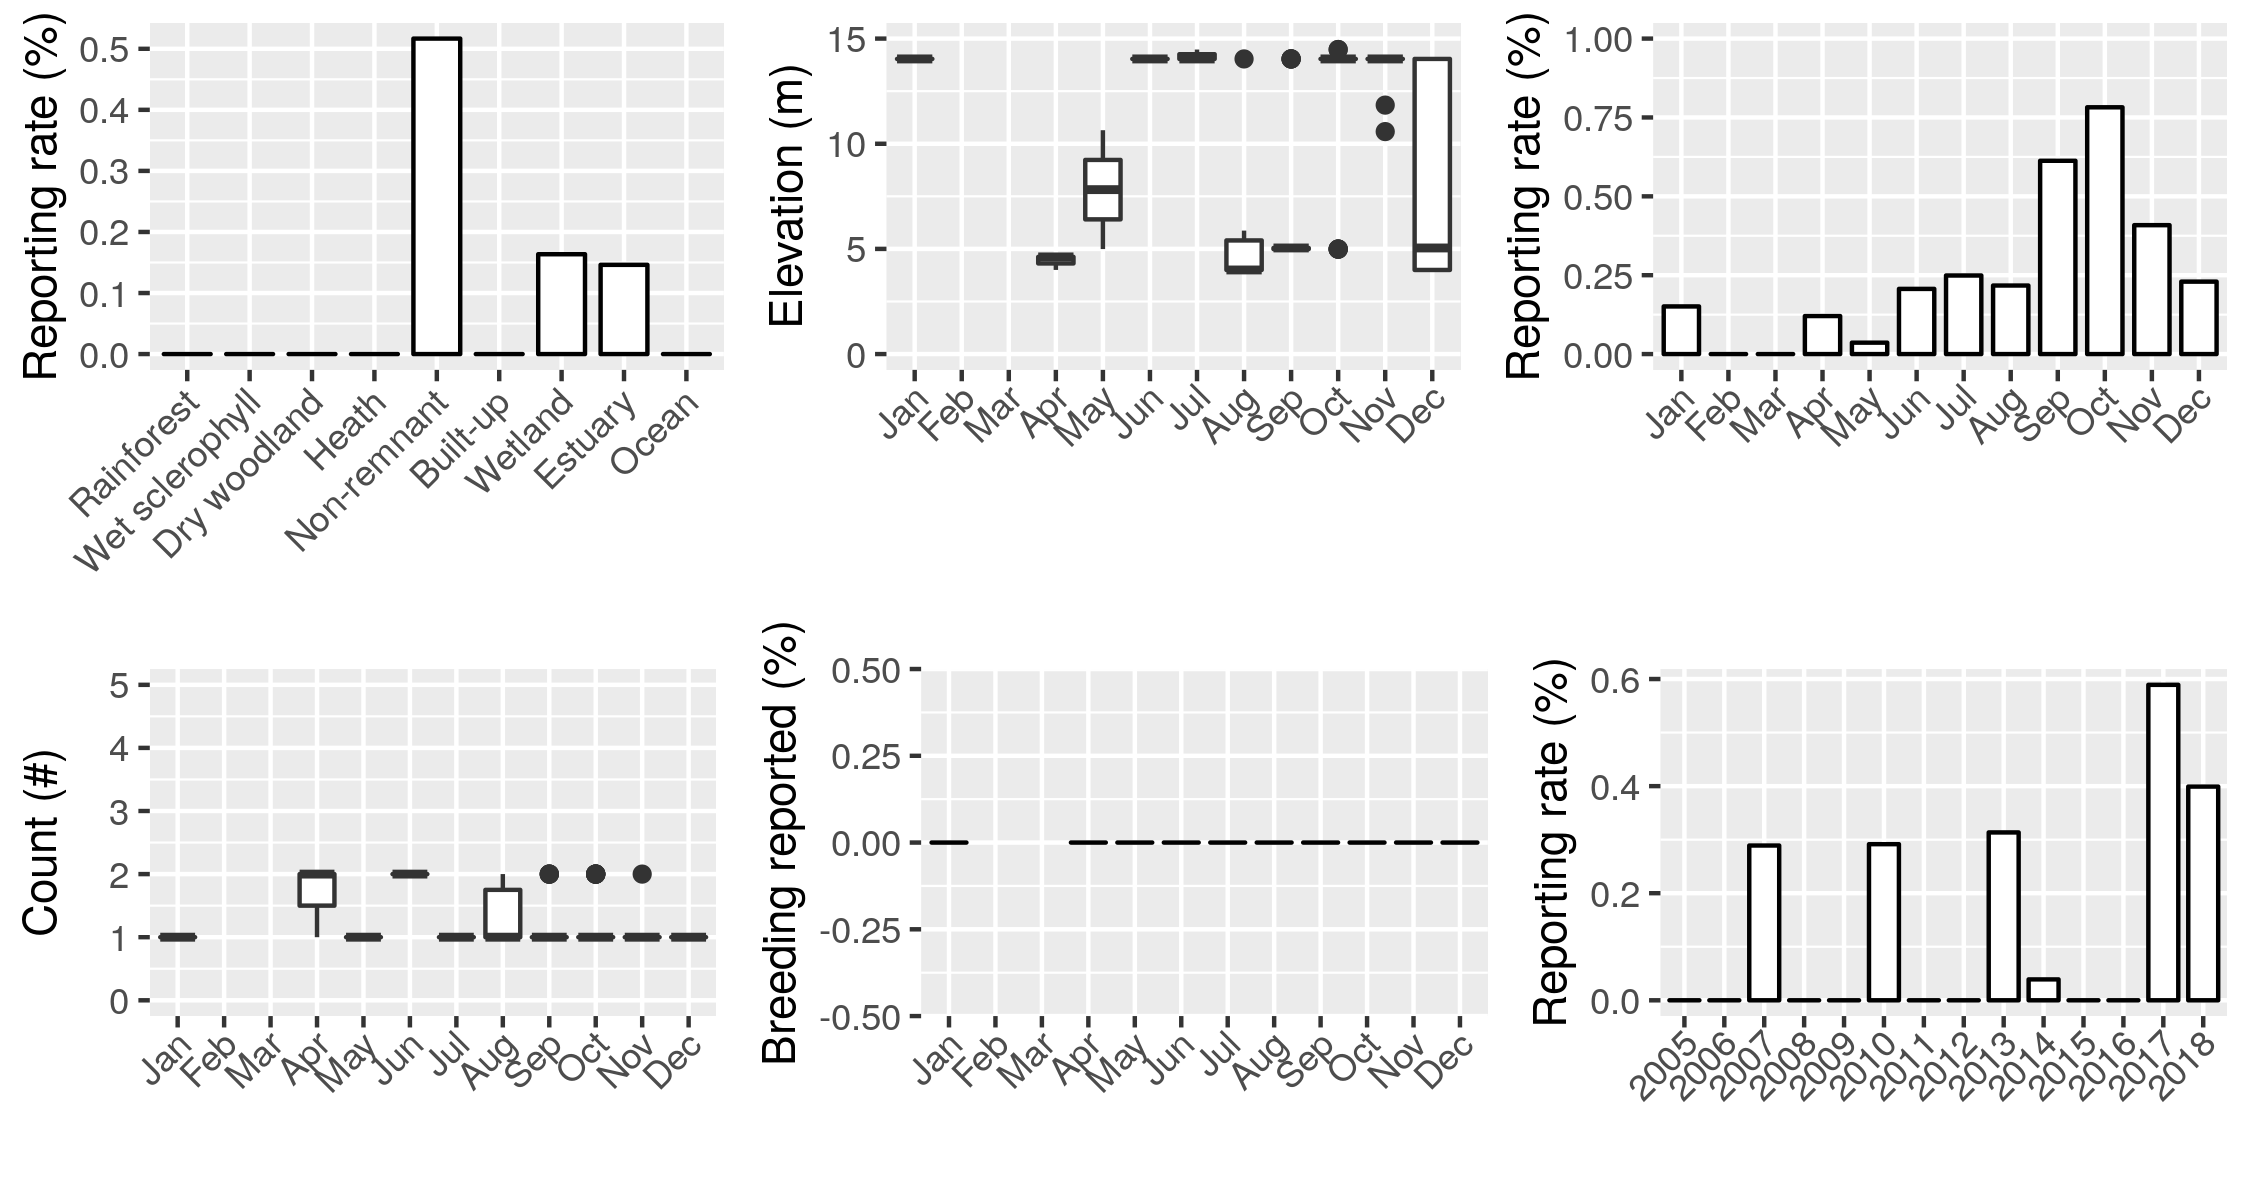 Reporting rate (%)
0.5
0.4
0.3
0.2
0.1
0.0
Rainforest
Wet sclerophyll
Dry woodland
Heath
Non-remnant
Built-up
Wetland
Estuary
Ocean
Elevation (m)
15
10
5
0
Jan
Feb
Mar
Apr
May
Jun
Jul
Aug
Sep
Oct
Nov
Dec
Reporting rate (%)
1.00
0.75
0.50
0.25
0.00
Jan
Feb
Mar
Apr
May
Jun
Jul
Aug
Sep
Oct
Nov
Dec
Count (#)
5
4
3
2
1
0
Jan
Feb
Mar
Apr
May
Jun
Jul
Aug
Sep
Oct
Nov
Dec
Breeding reported (%)
0.50
0.25
0.00
-0.25
-0.50
Jan
Feb
Mar
Apr
May
Jun
Jul
Aug
Sep
Oct
Nov
Dec
Reporting rate (%)
0.6
0.4
0.2
0.0
2005
2006
2007
2008
2009
2010
2011
2012
2013
2014
2015
2016
2017
2018